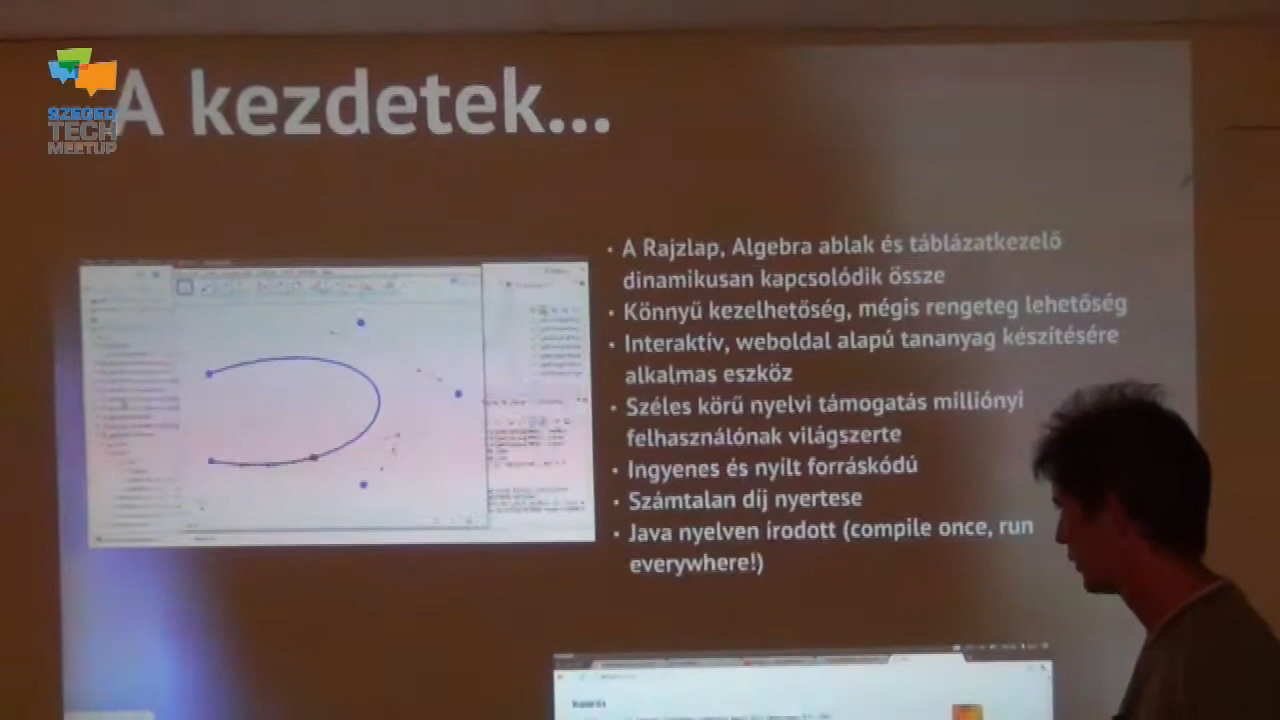 SZEGED
TECH
MEETUP
A kezdetek...
• A Rajzlap, Algebra ablak és táblázatkezelő
dinamikusan kapcsolódik össze
• Könnyű kezelhetőség, mégis rengeteg lehetőség
• Interaktív, weboldal alapú tananyag készítésére
alkalmas eszköz
• Széles körű nyelvi támogatás milliónyi
felhasználónak világszerte
• Ingyenes és nyílt forráskódú
• Számtalan díj nyertese
• Java nyelven íródott (compile once, run
everywhere!)